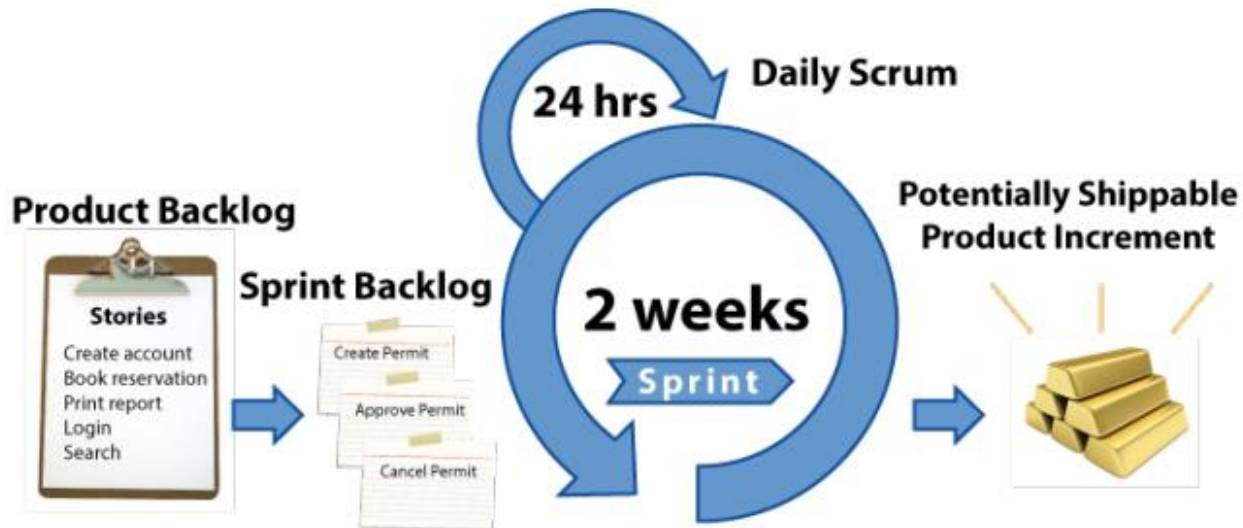 Product Backlog
Stories
Create account
Book reservation
Print report
Login
Search
Sprint Backlog
Create Permit
Approve Permit
Cancel Permit
24 hrs
Daily Scrum
2 weeks
Sprint
Potentially Shippable
Product Increment